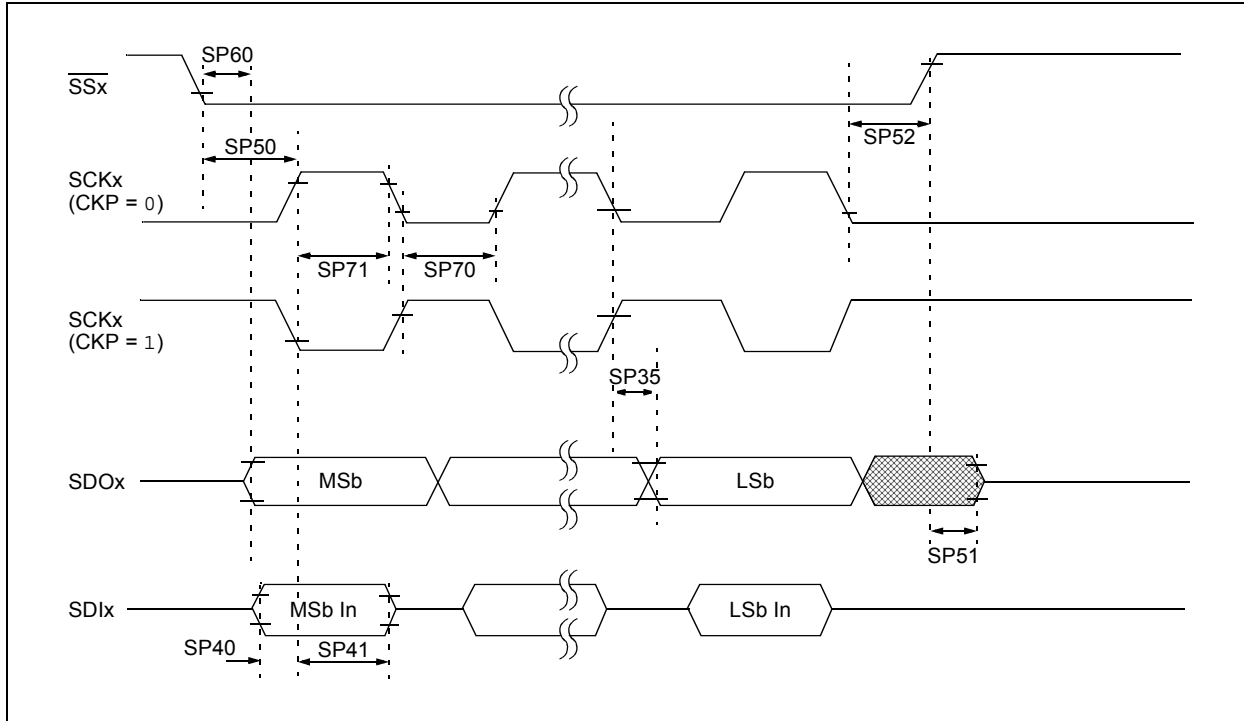 SP60
SSx
SP52
SP50
SCKx
(CKP = 0)
SP71
SP70
SCKx
(CKP = 1)
SP35
SDOx
MSb
LSb
SP51
SDIx
MSb In
LSb In
SP40
SP41